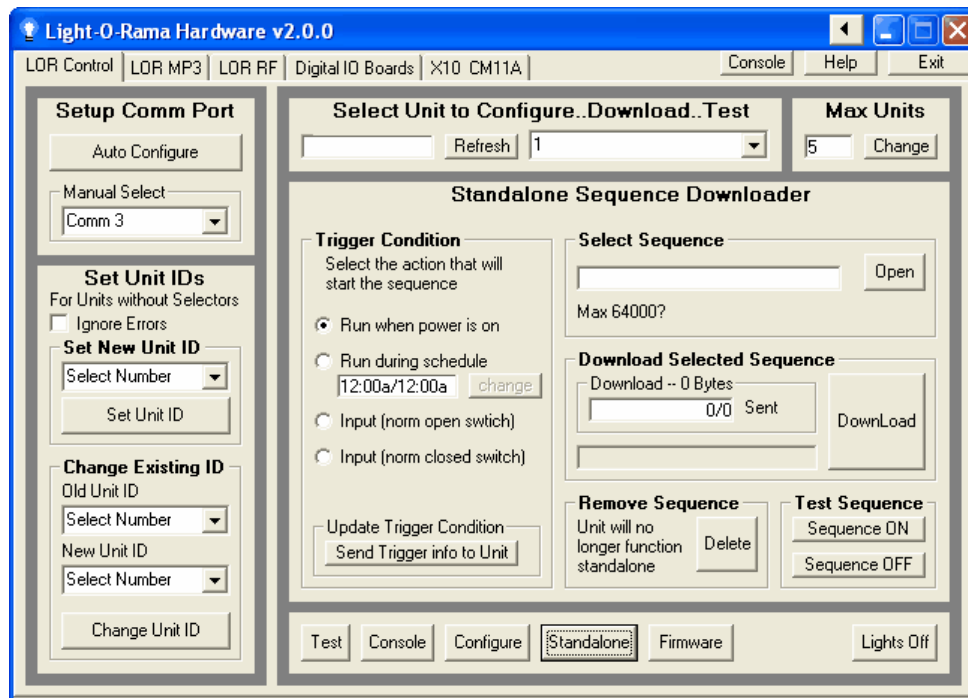 Light-O-Rama Hardware v2.0.0
LOR Control
LOR MP3
LOR RF
Digital IO Boards
X10 CM11A
Console
Help
Exit
Setup Comm Port
Auto Configure
Manual Select
Comm 3
Set Unit IDs
For Units without Selectors
Ignore Errors
Set New Unit ID
Select Number
Set Unit ID
Change Existing ID
Old Unit ID
Select Number
New Unit ID
Select Number
Change Unit ID
Select Unit to Configure..Download..Test
Refresh
1
Max Units
5
Change
Standalone Sequence Downloader
Trigger Condition
Select the action that will
start the sequence
Run when power is on
Run during schedule
12:00a/12:00a
change
Input (norm open swtich)
Input (norm closed switch)
Update Trigger Condition
Send Trigger info to Unit
Select Sequence
Open
Max 64000?
Download Selected Sequence
Download -- 0 Bytes
0/0
Sent
DownLoad
Remove Sequence
Unit will no
longer function
standalone
Delete
Test Sequence
Sequence ON
Sequence OFF
Test
Console
Configure
Standalone
Firmware
Lights Off